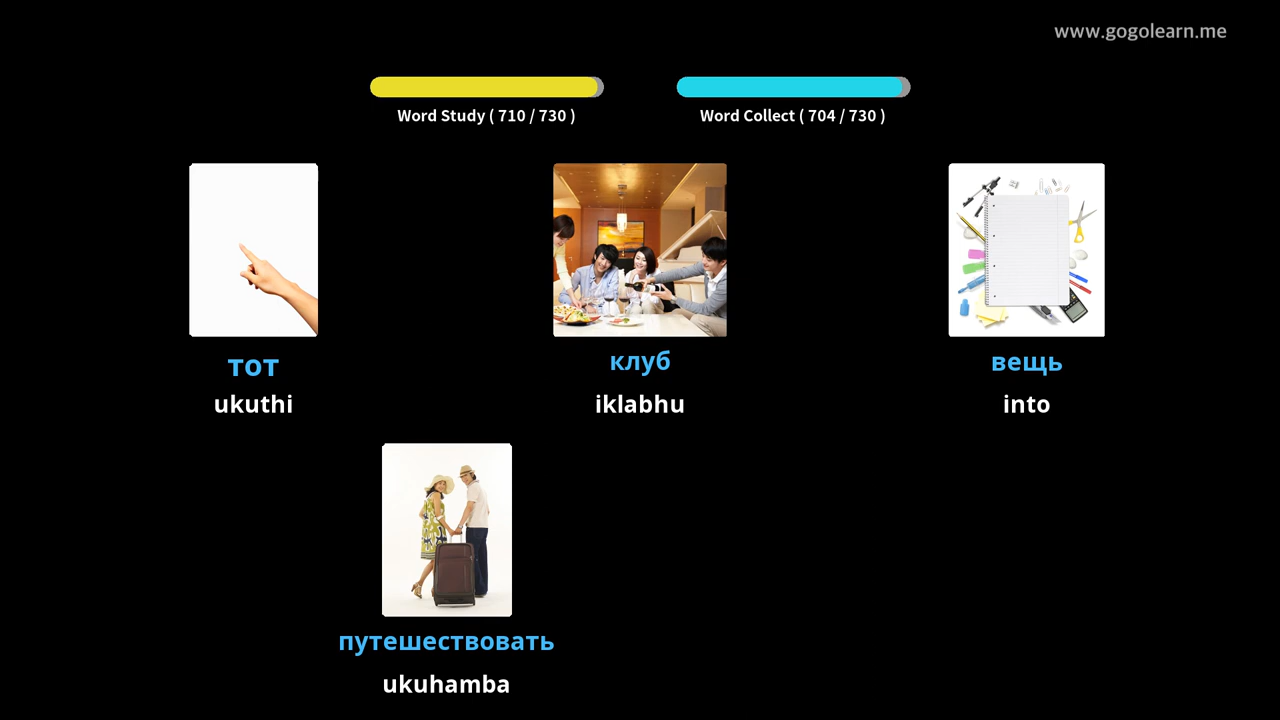 www.gogolearn.me
Word Study ( 710 / 730 )
Word Collect ( 704 / 730 )
тот
клуб
вещь
ukuthi
iklabhu
into
путешествовать
ukuhamba